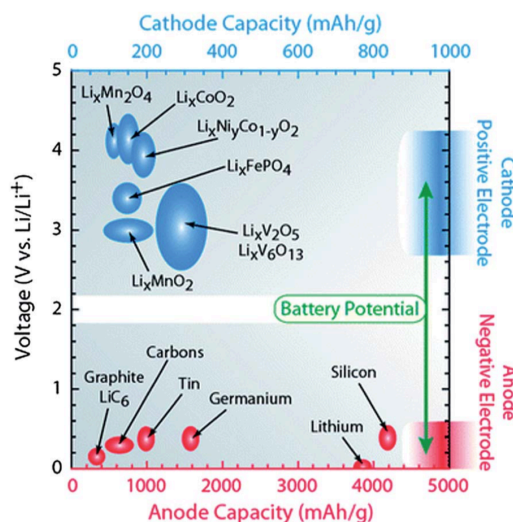 Cathode Capacity (mAh/g)
0 200 400 600 800 1000
5
4
3
2
1
0
Voltage (V vs. Li/Li+)
LixMn2O4
LixCoO2
LixNiyCo1-yO2
LixFePO4
LixV2O5
LixV6O13
LixMnO2
Cathode
Positive Electrode
Battery Potential
Anode
Negative Electrode
Carbons
Graphite
LiC6
Tin
Germanium
Silicon
Lithium
0 1000 2000 3000 4000 5000
Anode Capacity (mAh/g)